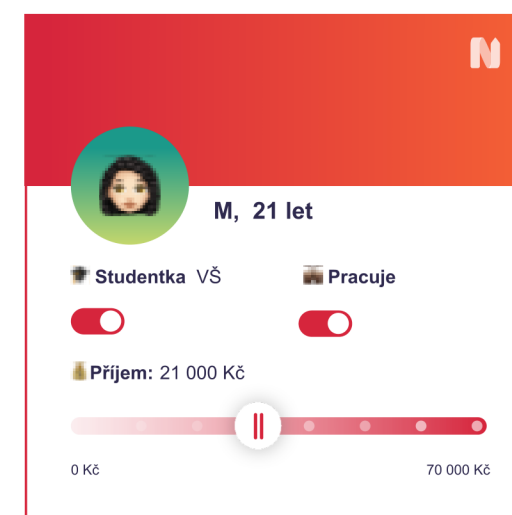 N
M, 21 let
Studentka VŠ
Pracuje
Příjem: 21 000 Kč
0 Kč
70 000 Kč